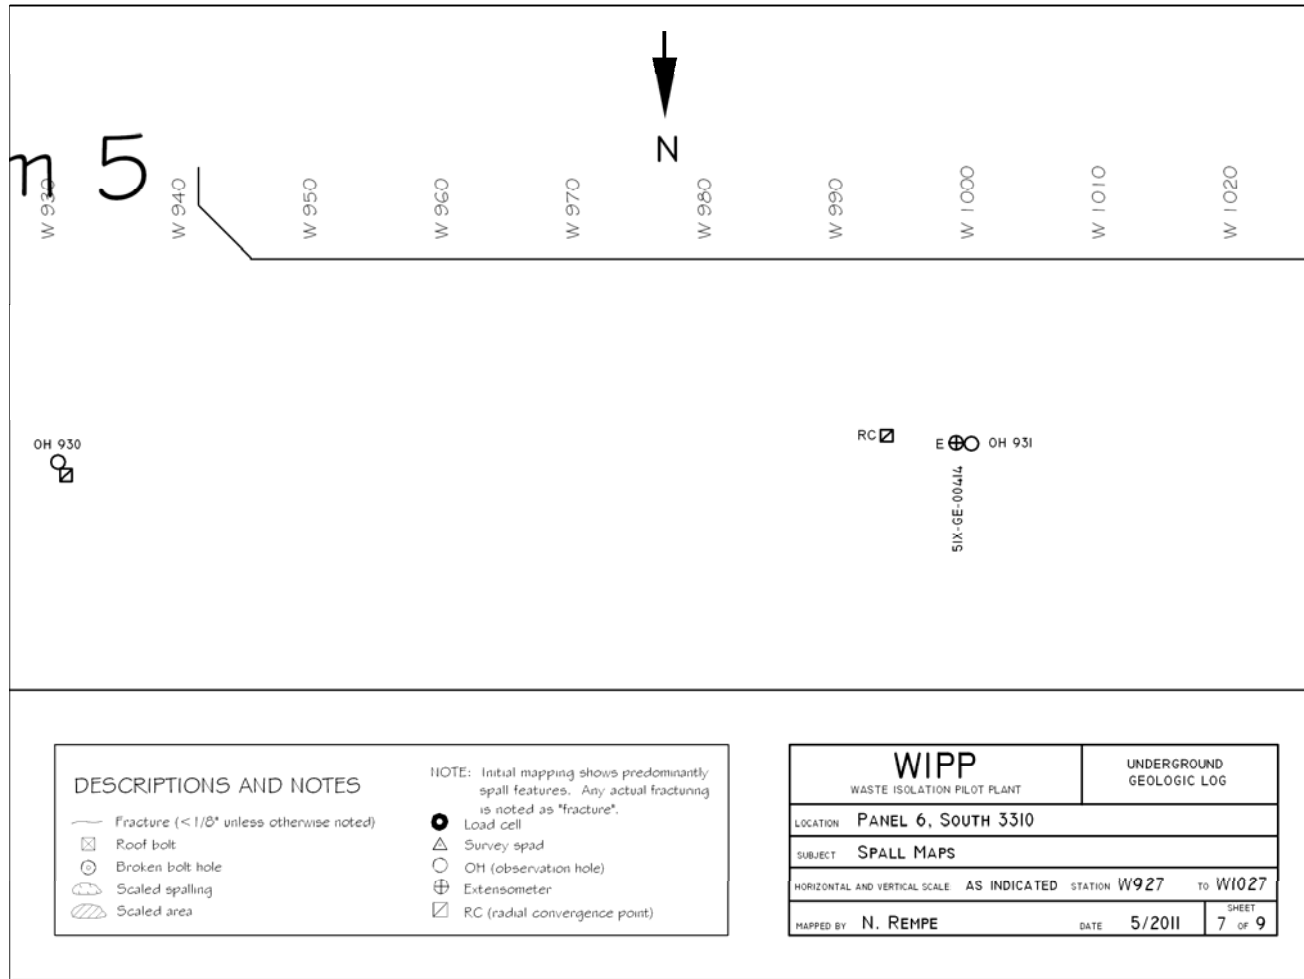 N
m 5
W 930
W 940
W 950
W 960
W 970
W 980
W 990
W 1000
W 1010
W 1020
OH 930
RC
E
OH 931
51X-GE-00414
DESCRIPTIONS AND NOTES
Fracture (<1/8" unless otherwise noted)
Roof bolt
Broken bolt hole
Scaled spalling
Scaled area
NOTE: Initial mapping shows predominantly
spall features. Any actual fracturing
is noted as "fracture".
Load cell
Survey spad
OH (observation hole)
Extensometer
RC (radial convergence point)
WIPP
WASTE ISOLATION PILOT PLANT
UNDERGROUND
GEOLOGIC LOG
LOCATION PANEL 6, SOUTH 3310
SUBJECT SPALL MAPS
HORIZONTAL AND VERTICAL SCALE AS INDICATED STATION W927 TO W1027
MAPPED BY N. REMPE DATE 5/2011
SHEET
7 OF 9